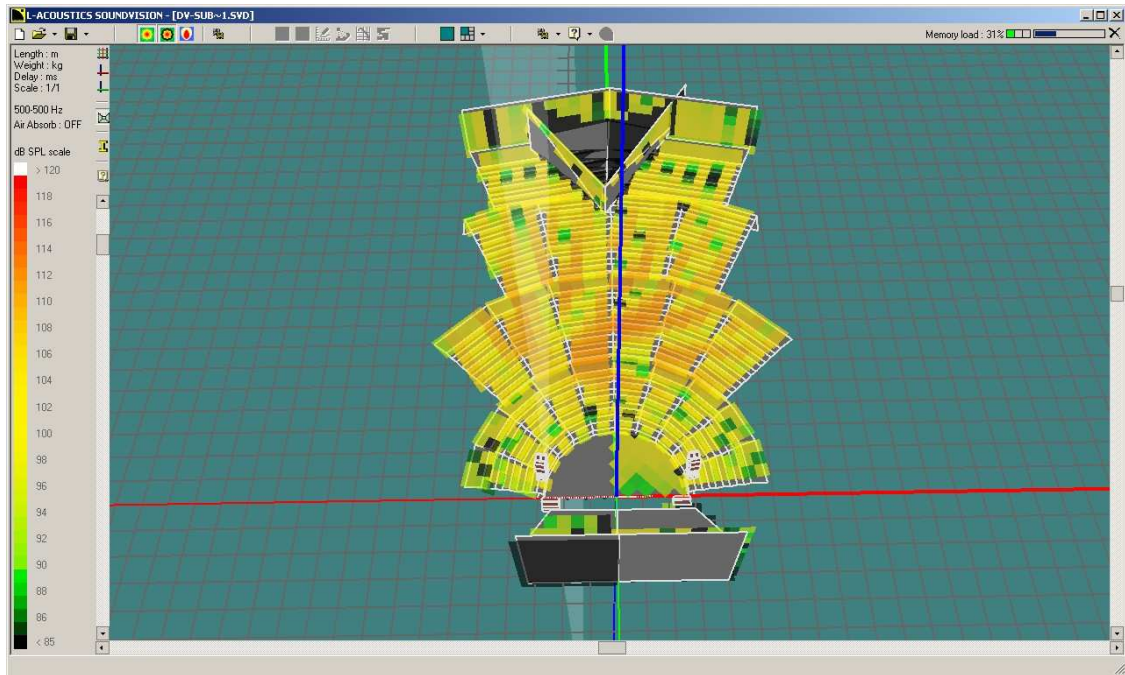 L-ACOUSTICS SOUNDVISION - [DV-SUB~1.SVD]
Memory load : 31%
Length : m
Weight : kg
Delay : ms
Scale : 1/1
500-500 Hz
Air Absorb : OFF
dB SPL scale
> 120
118
116
114
112
110
108
106
104
102
100
98
96
94
92
90
88
86
< 85